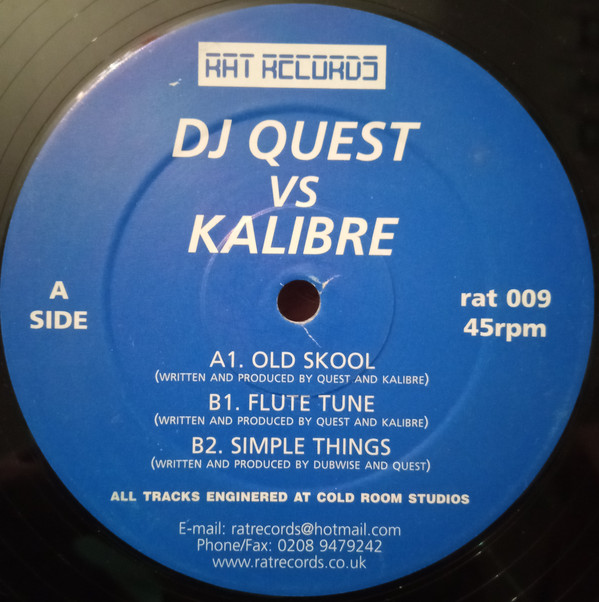 RAT RECORDS
DJ QUEST
VS
KALIBRE
A
SIDE
rat 009
45rpm
A1. OLD SKOOL
(WRITTEN AND PRODUCED BY QUEST AND KALIBRE)
B1. FLUTE TUNE
(WRITTEN AND PRODUCED BY QUEST AND KALIBRE)
B2. SIMPLE THINGS
(WRITTEN AND PRODUCED BY DUBWISE AND QUEST)
ALL TRACKS ENGINERED AT COLD ROOM STUDIOS
E-mail: ratrecords@hotmail.com
Phone/Fax: 0208 9479242
www.ratrecords.co.uk